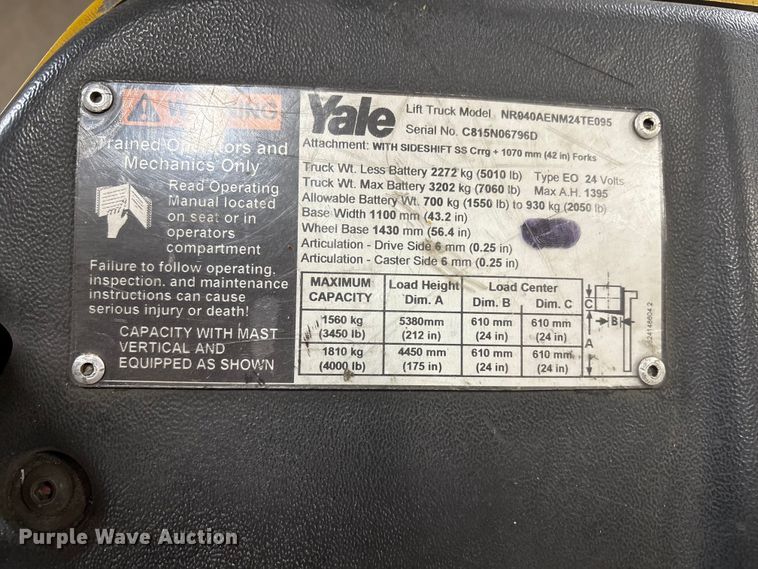 WARNING
Trained Operators and
Mechanics Only
Read Operating
Manual located
on seat or in
operators
compartment
Failure to follow operating,
inspection, and maintenance
instructions can cause
serious injury or death!
CAPACITY WITH MAST
VERTICAL AND
EQUIPPED AS SHOWN
Yale
Lift Truck Model NR040AENM24TE095
Serial No. C815N06796D
Attachment: WITH SIDESHIFT SS Crrg + 1070 mm (42 in) Forks
Truck Wt. Less Battery 2272 kg (5010 lb) Type EO 24 Volts
Truck Wt. Max Battery 3202 kg (7060 lb) Max A.H. 1395
Allowable Battery Wt. 700 kg (1550 lb) to 930 kg (2050 lb)
Base Width 1100 mm (43.2 in)
Wheel Base 1430 mm (56.4 in)
Articulation - Drive Side 6 mm (0.25 in)
Articulation - Caster Side 6 mm (0.25 in)
MAXIMUM CAPACITY Load Height Dim. A Load Center Dim. B Dim. C
1560 kg 5380mm 610 mm 610 mm
(3450 lb) (212 in) (24 in) (24 in)
1810 kg 4450 mm 610 mm 610 mm
(4000 lb) (175 in) (24 in) (24 in)
C
B
A
Purple Wave Auction